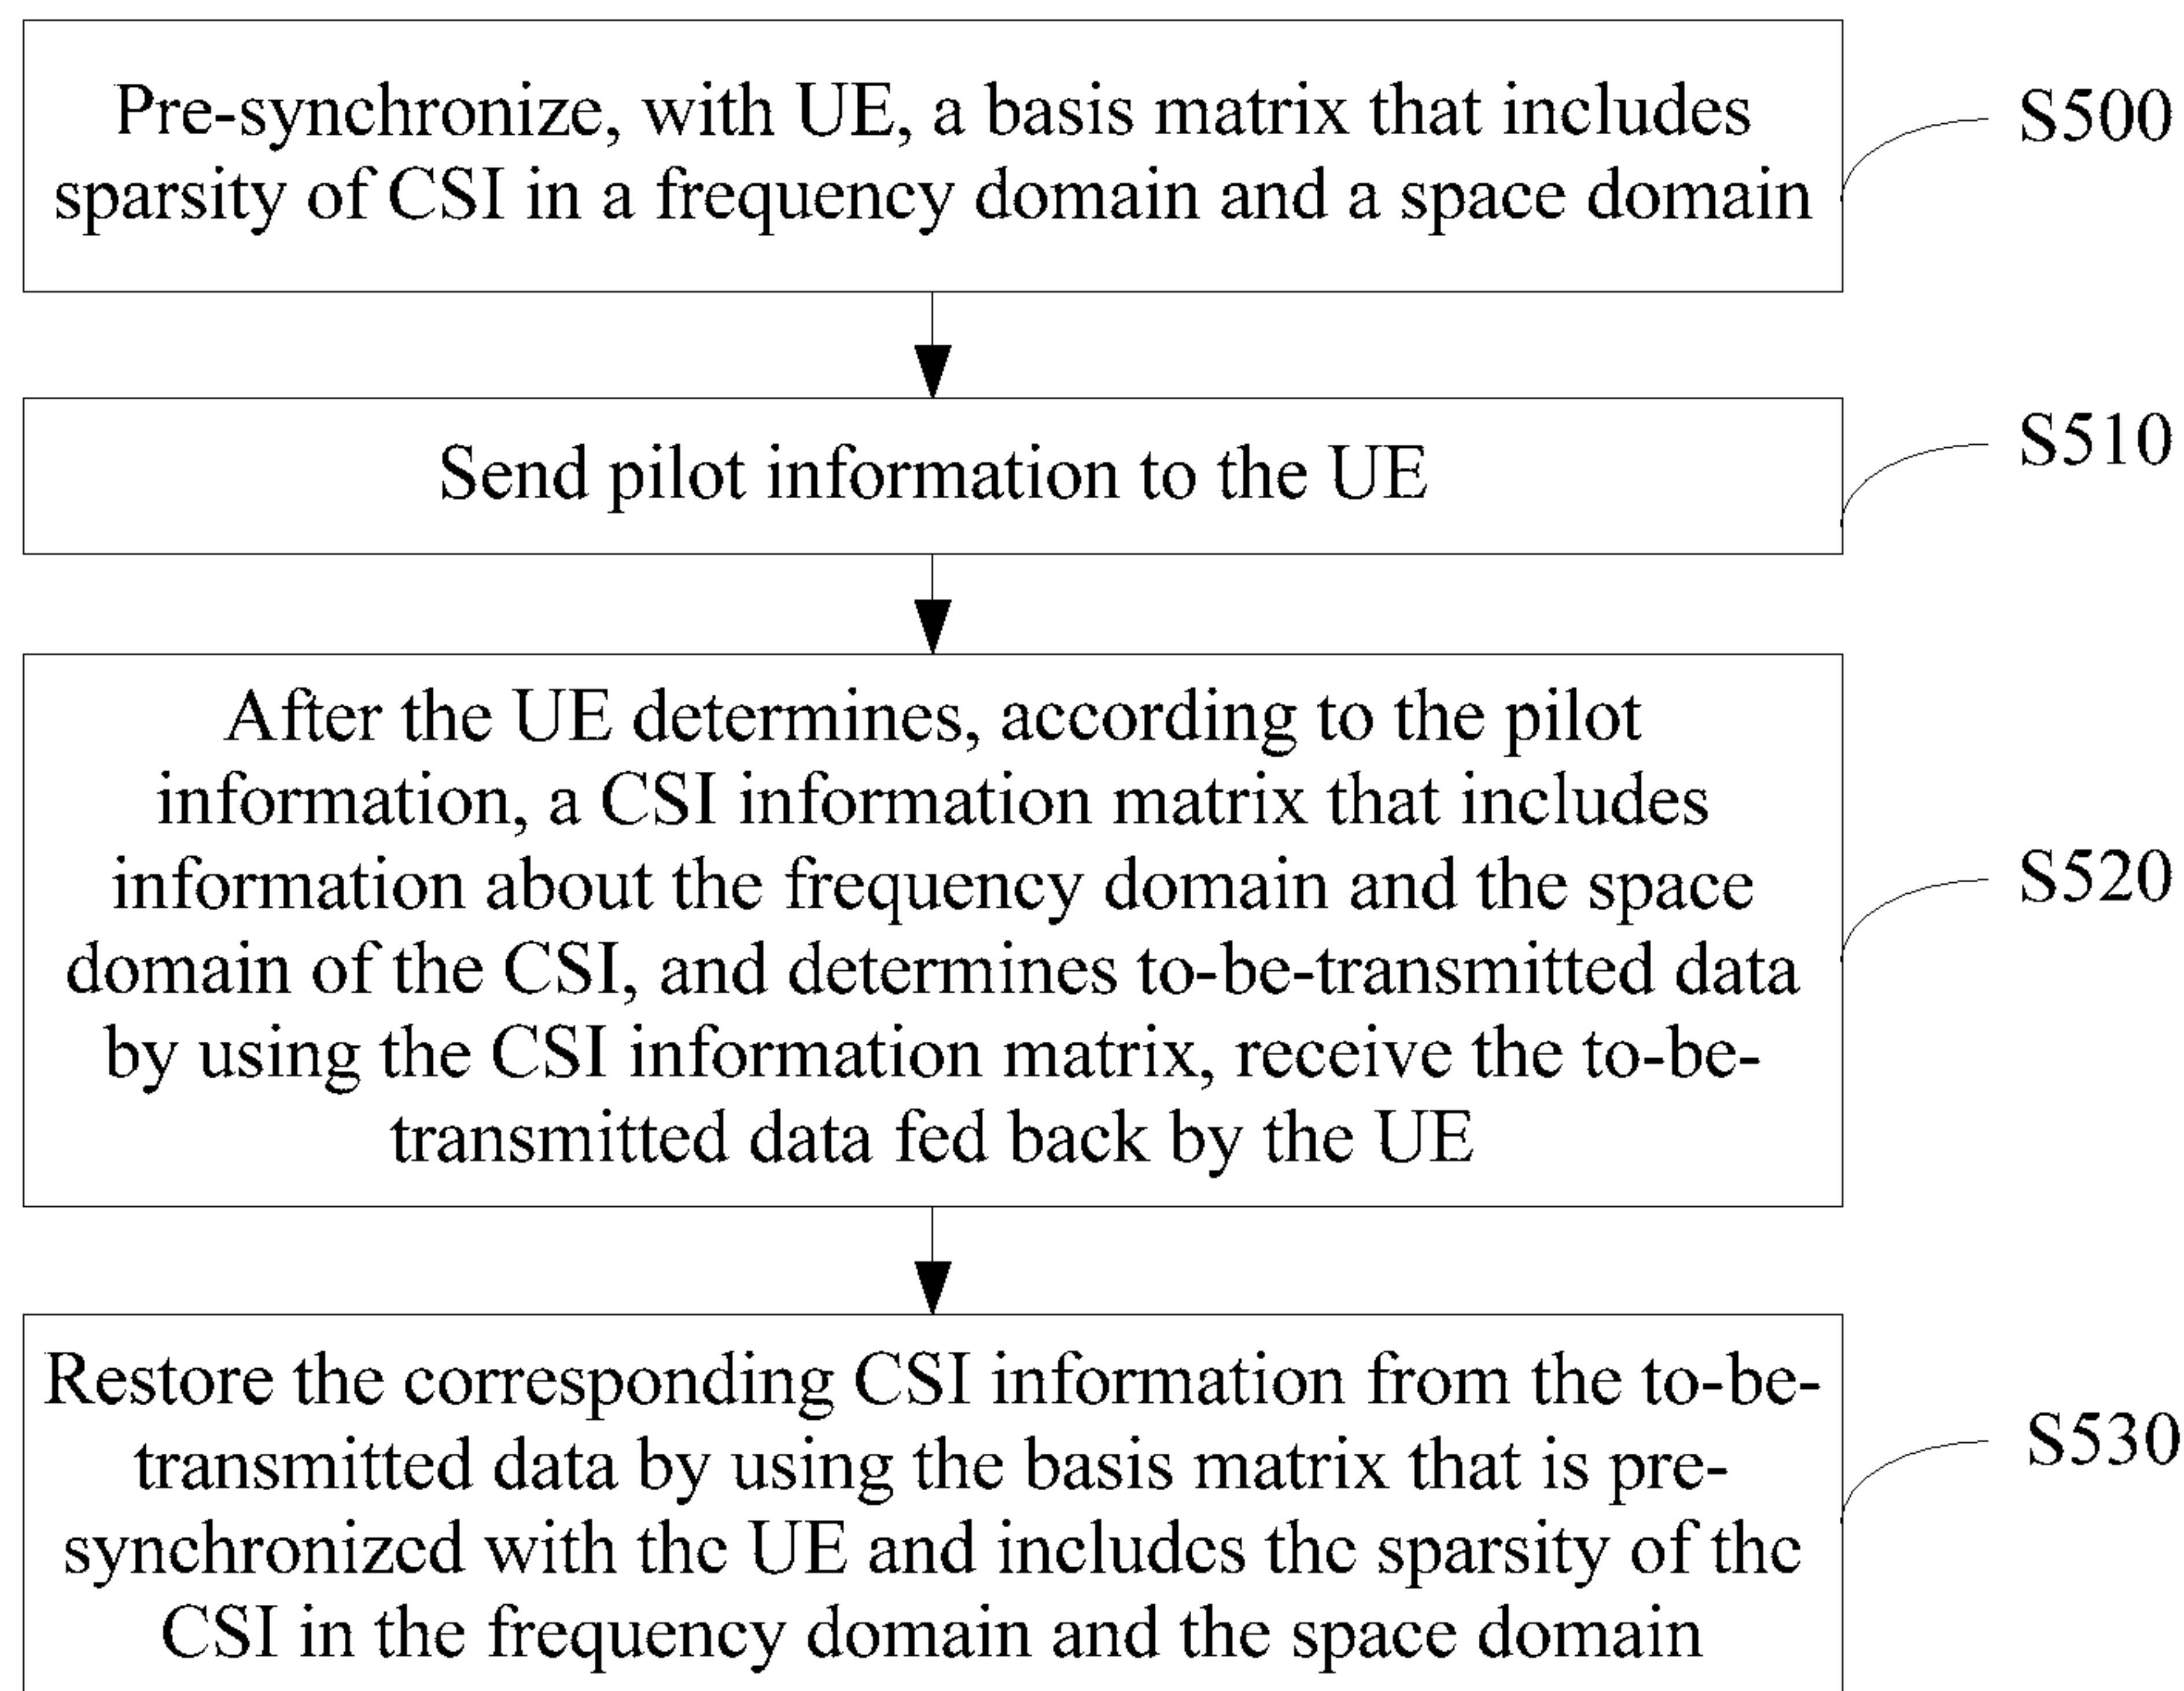 Pre-synchronize, with UE, a basis matrix that includes
sparsity of CSI in a frequency domain and a space domain
S500
Send pilot information to the UE
S510
After the UE determines, according to the pilot
information, a CSI information matrix that includes
information about the frequency domain and the space
domain of the CSI, and determines to-be-transmitted data
by using the CSI information matrix, receive the to-be-
transmitted data fed back by the UE
S520
Restore the corresponding CSI information from the to-be-
transmitted data by using the basis matrix that is pre-
synchronized with the UE and includes the sparsity of the
CSI in the frequency domain and the space domain
S530